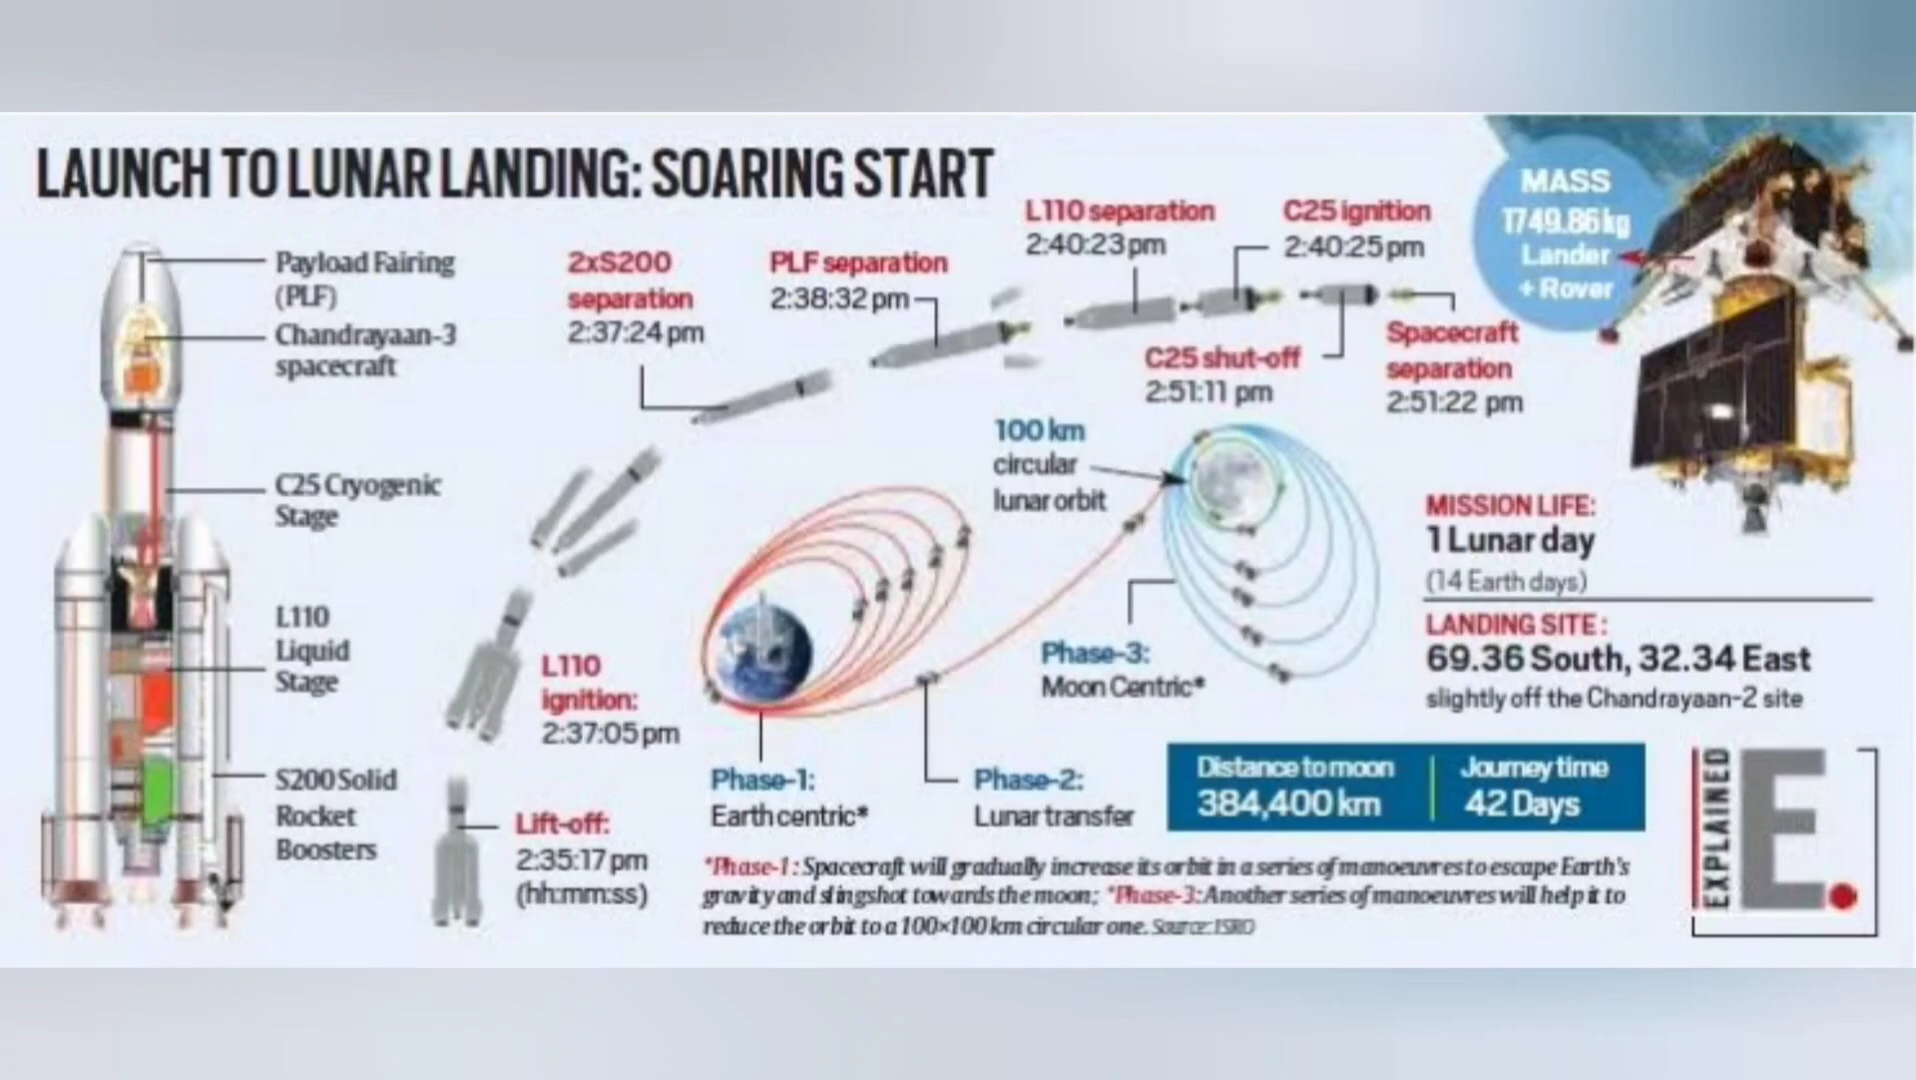 LAUNCH TO LUNAR LANDING: SOARING START
Payload Fairing
(PLF)
Chandrayaan-3
spacecraft
C25 Cryogenic
Stage
L110
Liquid
Stage
S200 Solid
Rocket
Boosters
Lift-off:
2:35:17 pm
(hh:mm:ss)
L110
ignition:
2:37:05 pm
2xS200
separation
2:37:24 pm
PLF separation
2:38:32 pm
L110 separation
2:40:23 pm
C25 ignition
2:40:25 pm
C25 shut-off
2:51:11 pm
Spacecraft
separation
2:51:22 pm
MASS
1749.86 kg
Lander
+ Rover
100 km
circular
lunar orbit
Phase-1:
Earth centric*
Phase-2:
Lunar transfer
Phase-3:
Moon Centric*
MISSION LIFE:
1 Lunar day
(14 Earth days)
LANDING SITE:
69.36 South, 32.34 East
slightly off the Chandrayaan-2 site
Distance to moon
384,400 km
Journey time
42 Days
*Phase-1: Spacecraft will gradually increase its orbit in a series of manoeuvres to escape Earth's
gravity and slingshot towards the moon; *Phase-3: Another series of manoeuvres will help it to
reduce the orbit to a 100×100 km circular one. Source: ISRO
EXPLAINED
E.